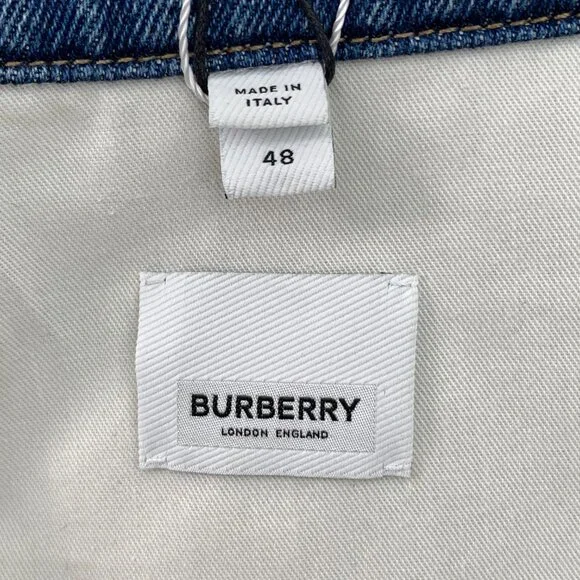 MADE IN
ITALY
48
BURBERRY
LONDON ENGLAND